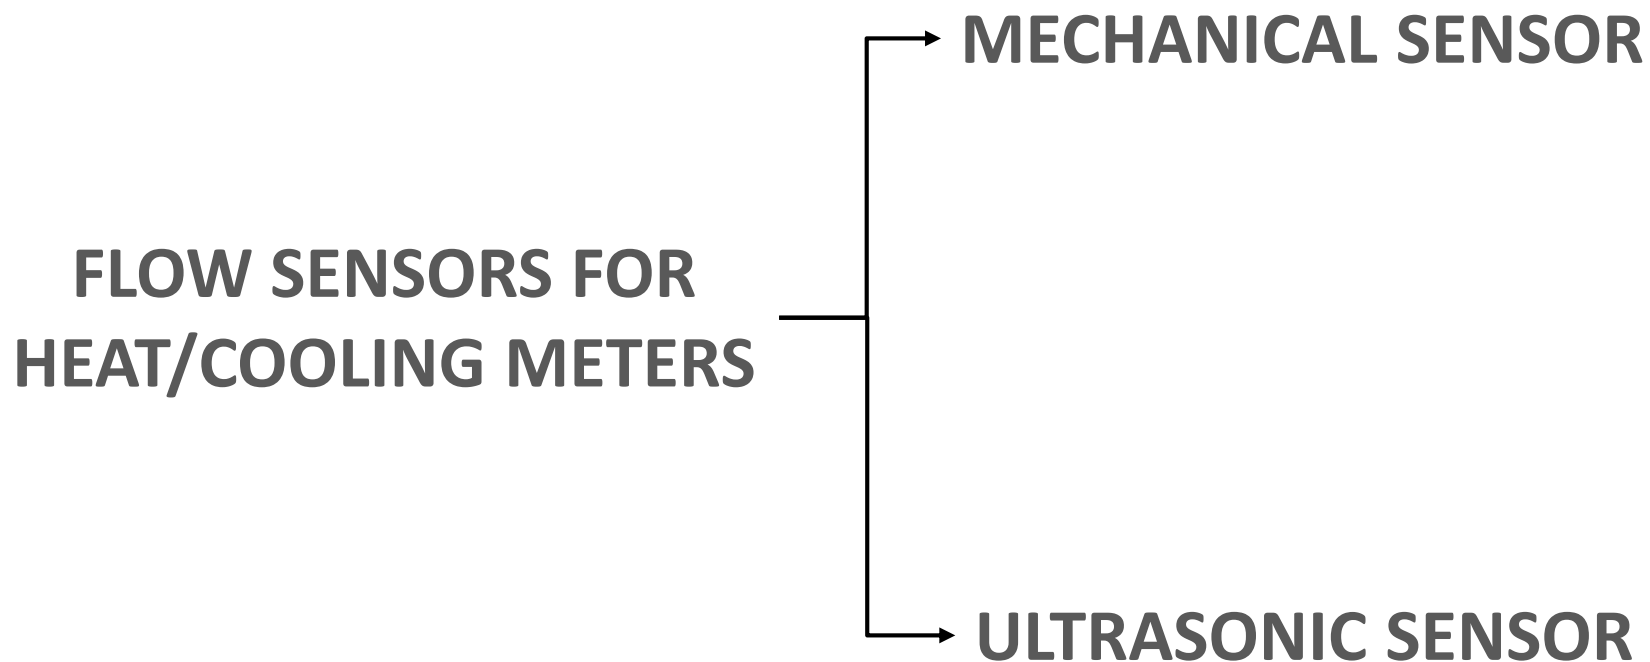 MECHANICAL SENSOR
FLOW SENSORS FOR
HEAT/COOLING METERS
ULTRASONIC SENSOR